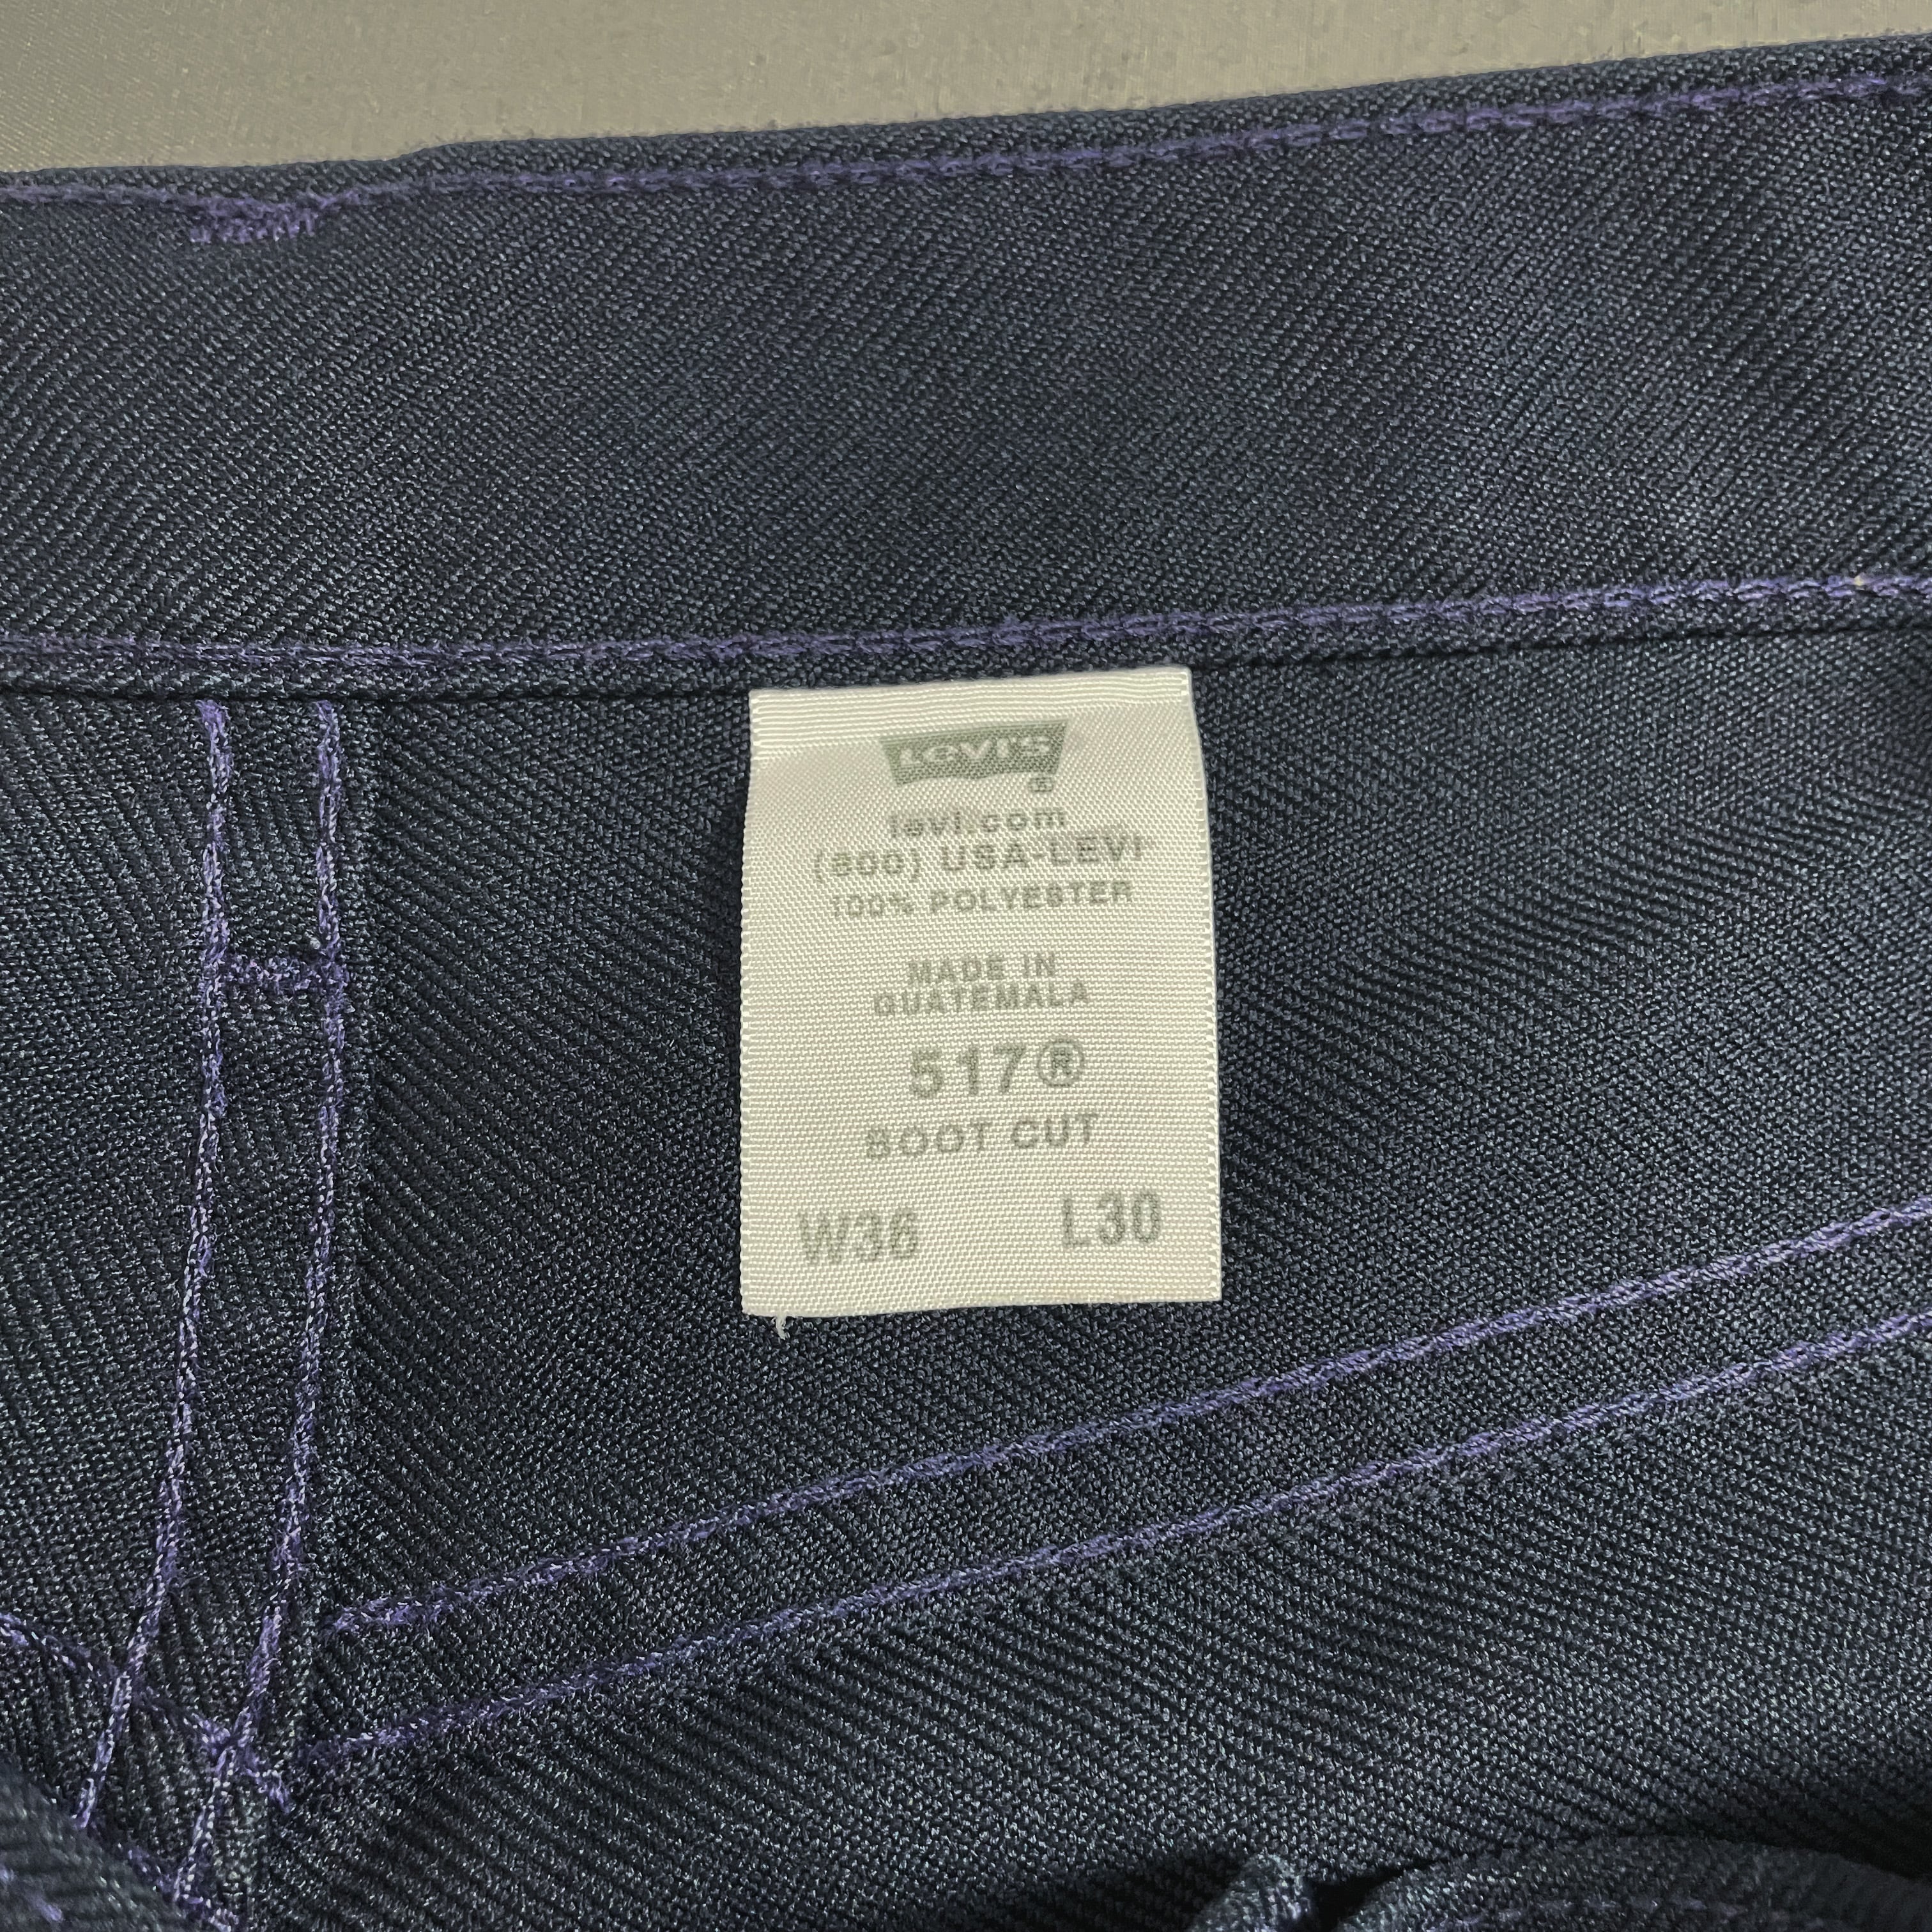 Levi's
®
levi.com
(800) USA-LEVI
100% POLYESTER
MADE IN
GUATEMALA
517®
BOOT CUT
W36 L30